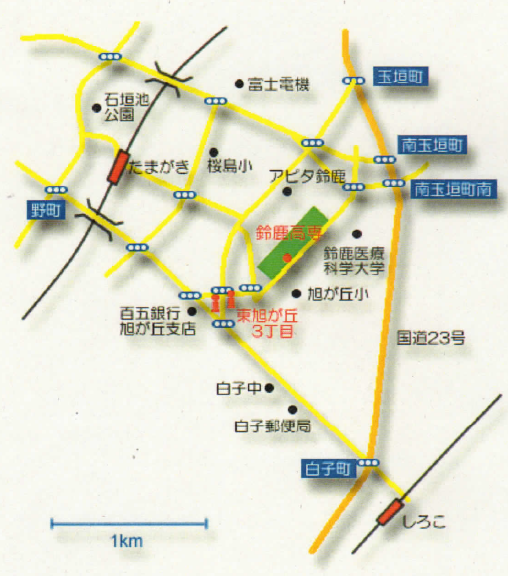 玉垣町
富士電機
石垣池
公園
南玉垣町
桜島小
たまがき
アピタ鈴鹿
南玉垣町南
野町
鈴鹿高専
鈴鹿医療
科学大学
旭が丘小
百五銀行
旭が丘支店
東旭が丘
3丁目
国道23号
白子中
白子郵便局
白子町
しろこ
1km